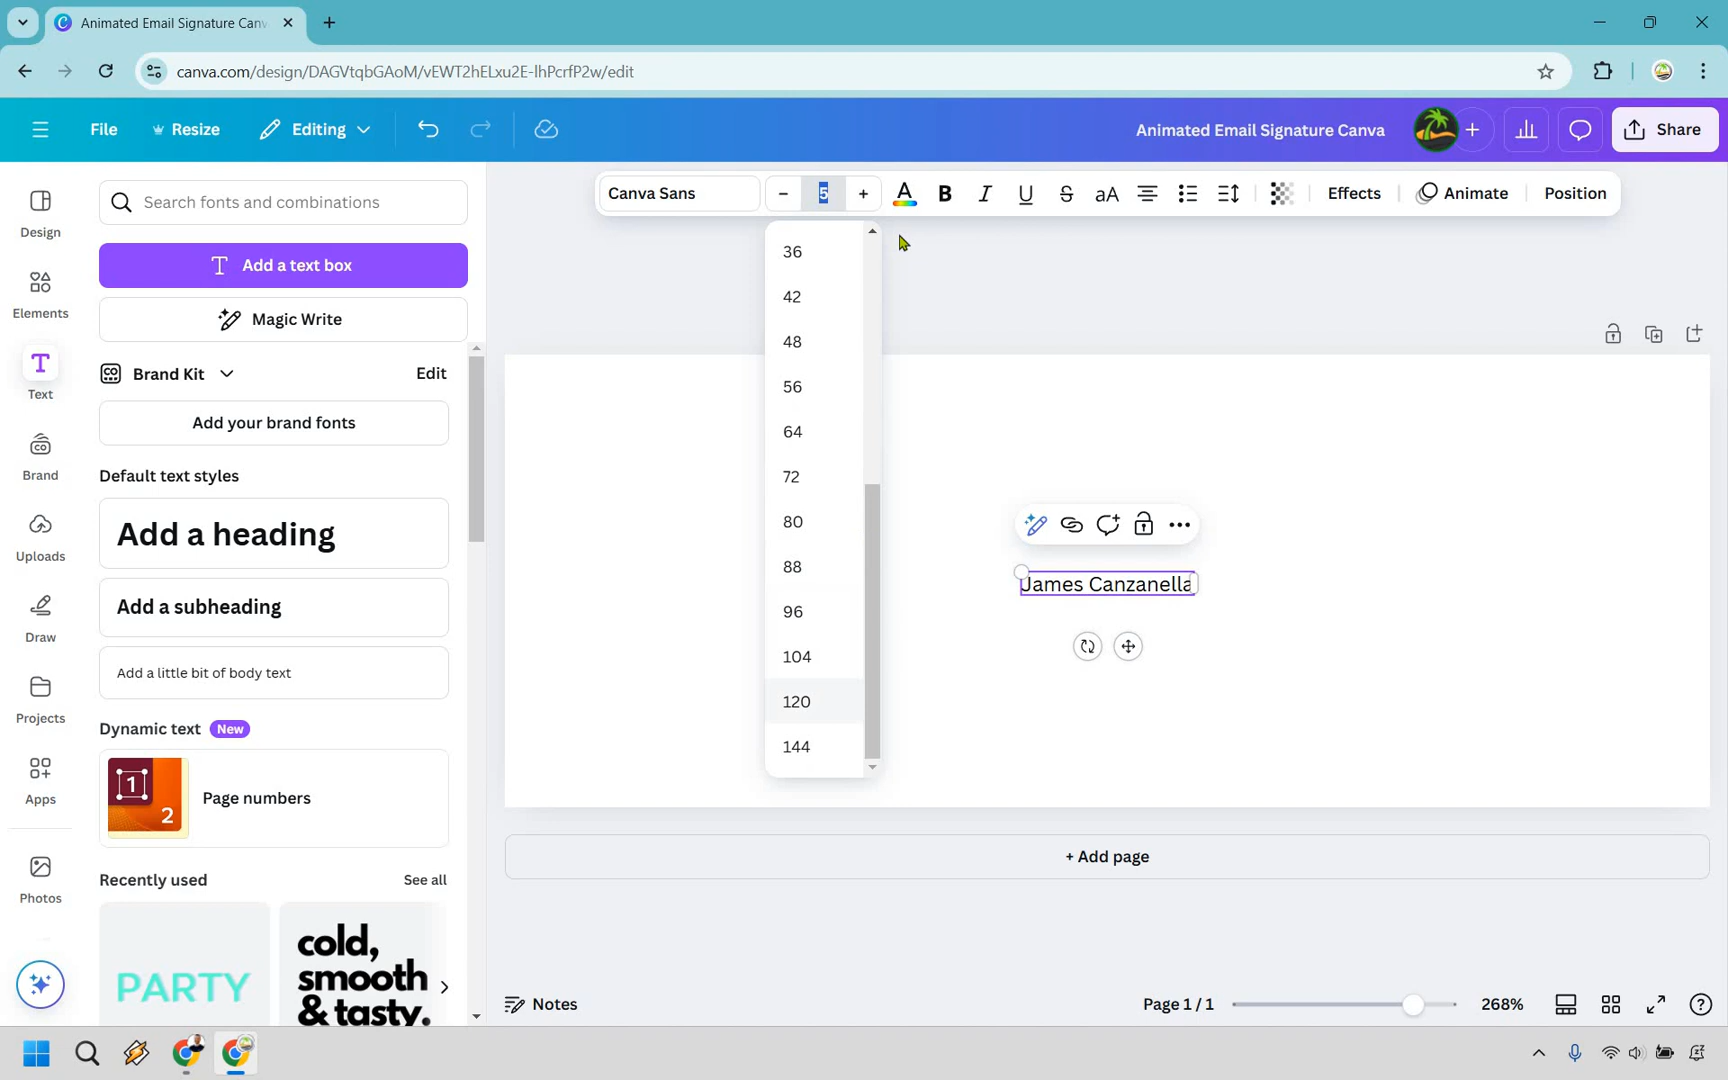 Animated Email Signature Canv
canva.com/design/DAGVtqbGAoM/vEWT2hELxu2E-lhPcrfP2w/edit
File
Resize
Editing
Animated Email Signature Canva
Share
Design
Elements
Text
Brand
Uploads
Draw
Projects
Apps
Photos
Search fonts and combinations
Add a text box
Magic Write
Brand Kit
Edit
Add your brand fonts
Default text styles
Add a heading
Add a subheading
Add a little bit of body text
Dynamic text New
1
2
Page numbers
Recently used
See all
PARTY
cold,
smooth
& tasty.
Canva Sans
5
A
B
I
U
S
aA
Effects
Animate
Position
36
42
48
56
64
72
80
88
96
104
120
144
James Canzanella
+ Add page
Notes
Page 1 / 1
268%